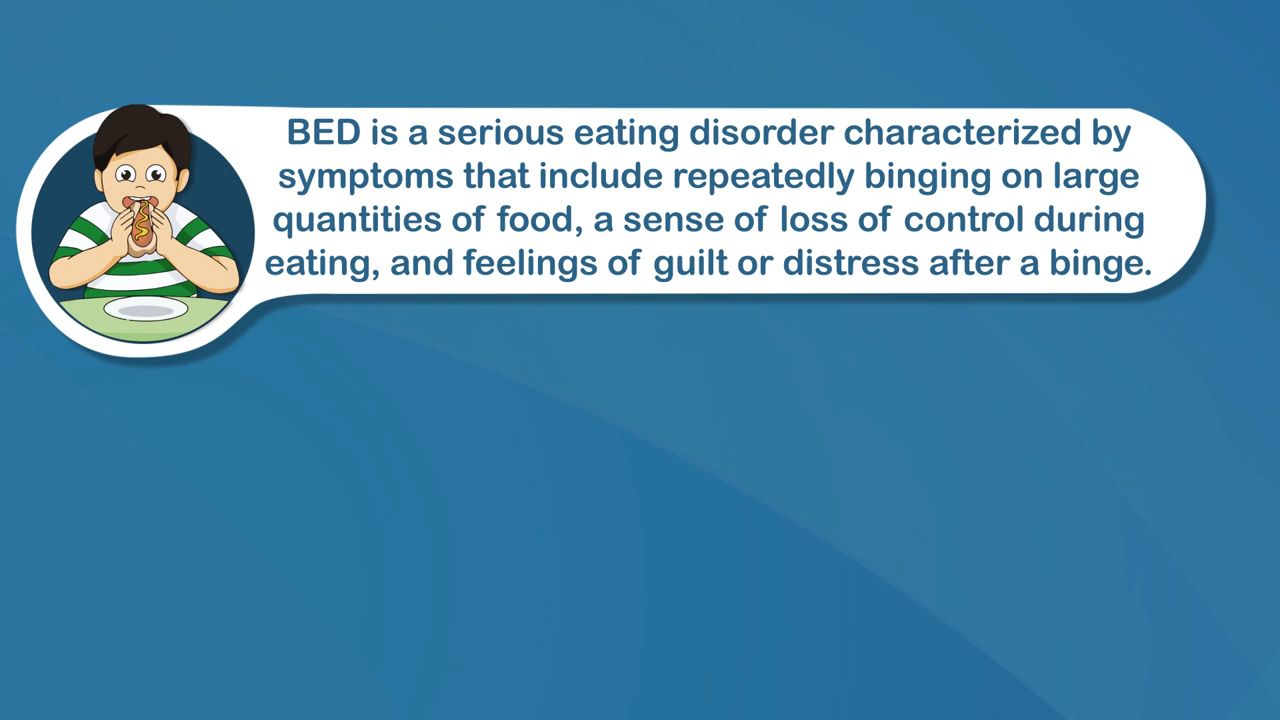 BED is a serious eating disorder characterized by
symptoms that include repeatedly binging on large
quantities of food, a sense of loss of control during
eating, and feelings of guilt or distress after a binge.